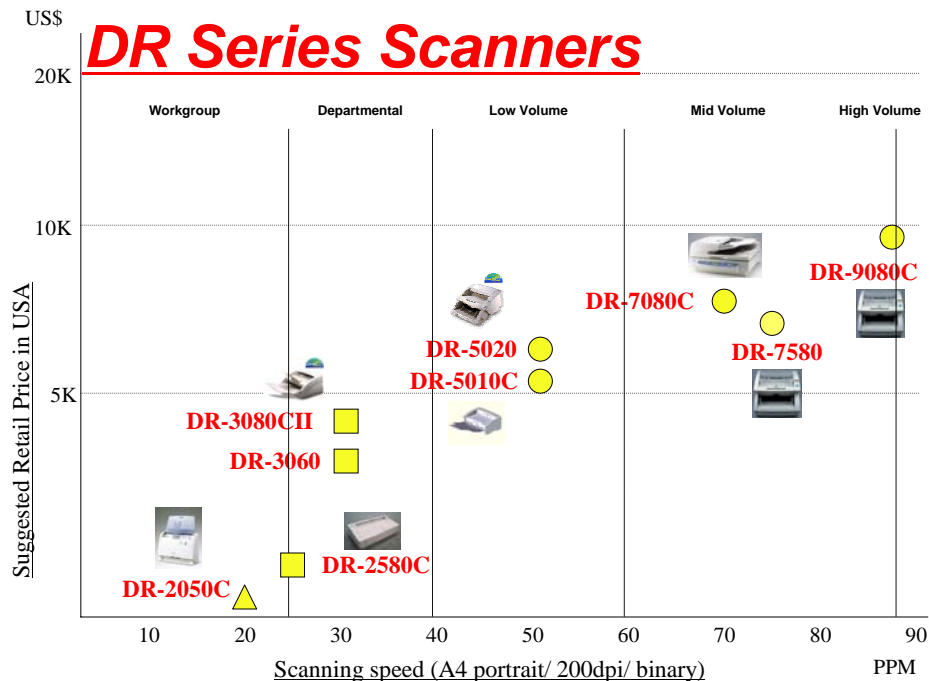 US$
DR Series Scanners
20K
Workgroup Departmental Low Volume Mid Volume High Volume
10K
DR-9080C
DR-7080C
DR-5020
DR-7580
DR-5010C
5K
DR-3080CII
DR-3060
DR-2580C
DR-2050C
Suggested Retail Price in USA
10 20 30 40 50 60 70 80 90
Scanning speed (A4 portrait/ 200dpi/ binary)
PPM